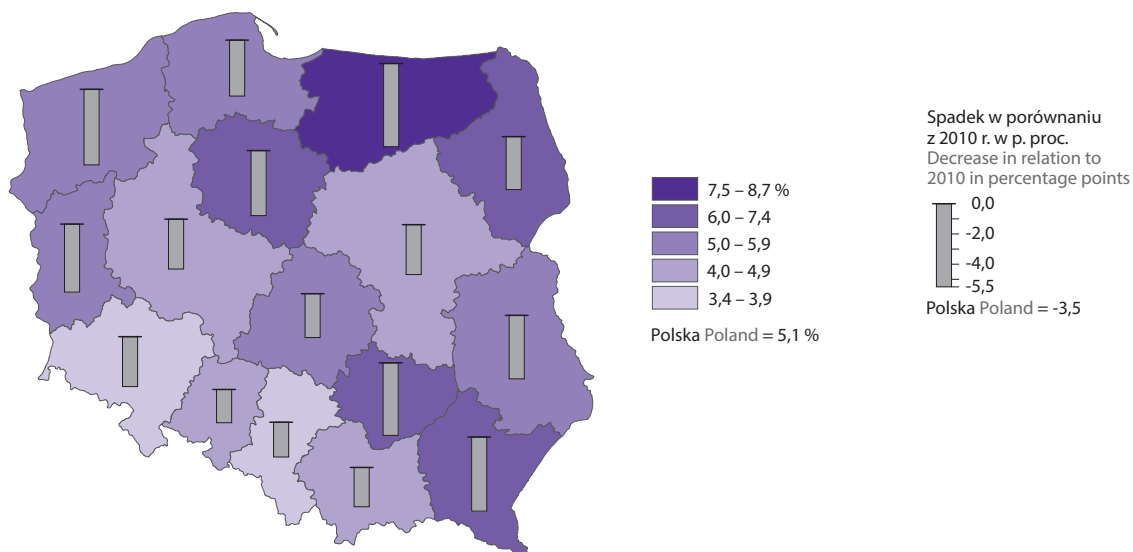 7,5 – 8,7 %
6,0 – 7,4
5,0 – 5,9
4,0 – 4,9
3,4 – 3,9
Polska Poland = 5,1 %
Spadek w porównaniu
z 2010 r. w p. proc.
Decrease in relation to
2010 in percentage points
0,0
-2,0
-4,0
-5,5
Polska Poland = -3,5